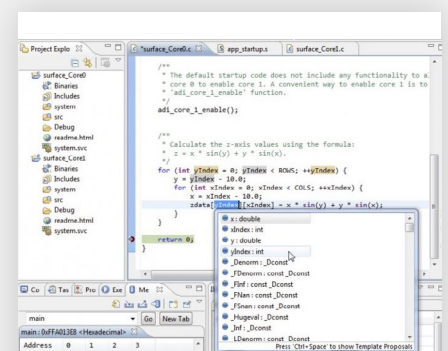 Project Explo
*surface_Core0.c
app_startup.s
surface_Core1.c
surface_Core0
Binaries
Includes
system
src
Debug
readme.html
system.svc
surface_Core1
Binaries
Includes
system
src
Debug
readme.html
system.svc
/**
* The default startup code does not include any functionality to a
* core 0 to enable core 1. A convenient way to enable core 1 is to
* 'adi_core_1_enable' function.
*/
adi_core_1_enable();
/**
* Calculate the z-axis values using the formula:
* z = x * sin(y) + y * sin(x).
*/
for (int yIndex = 0; yIndex < ROWS; ++yIndex) {
y = yIndex - 10.0;
for (int xIndex = 0; xIndex < COLS; ++xIndex) {
x = xIndex - 10.0;
zdata[yIndex][xIndex] = x * sin(y) + y * sin(x);
}
}
return 0;
}
x : double
xIndex : int
y : double
yIndex : int
_Denorm : _Dconst
_FDenorm : const _Dconst
_FInf : const _Dconst
_FNan : const _Dconst
_FSnan : const _Dconst
_Hugeval : _Dconst
_Inf : _Dconst
_LDenorm : const _Dconst
Press 'Ctrl+Space' to show Template Proposals
Co
Tas
Pro
Exe
Me
main
Go
New Tab
main : 0xFFA013E8 <Hexadecimal>
Address 0 1 2 3